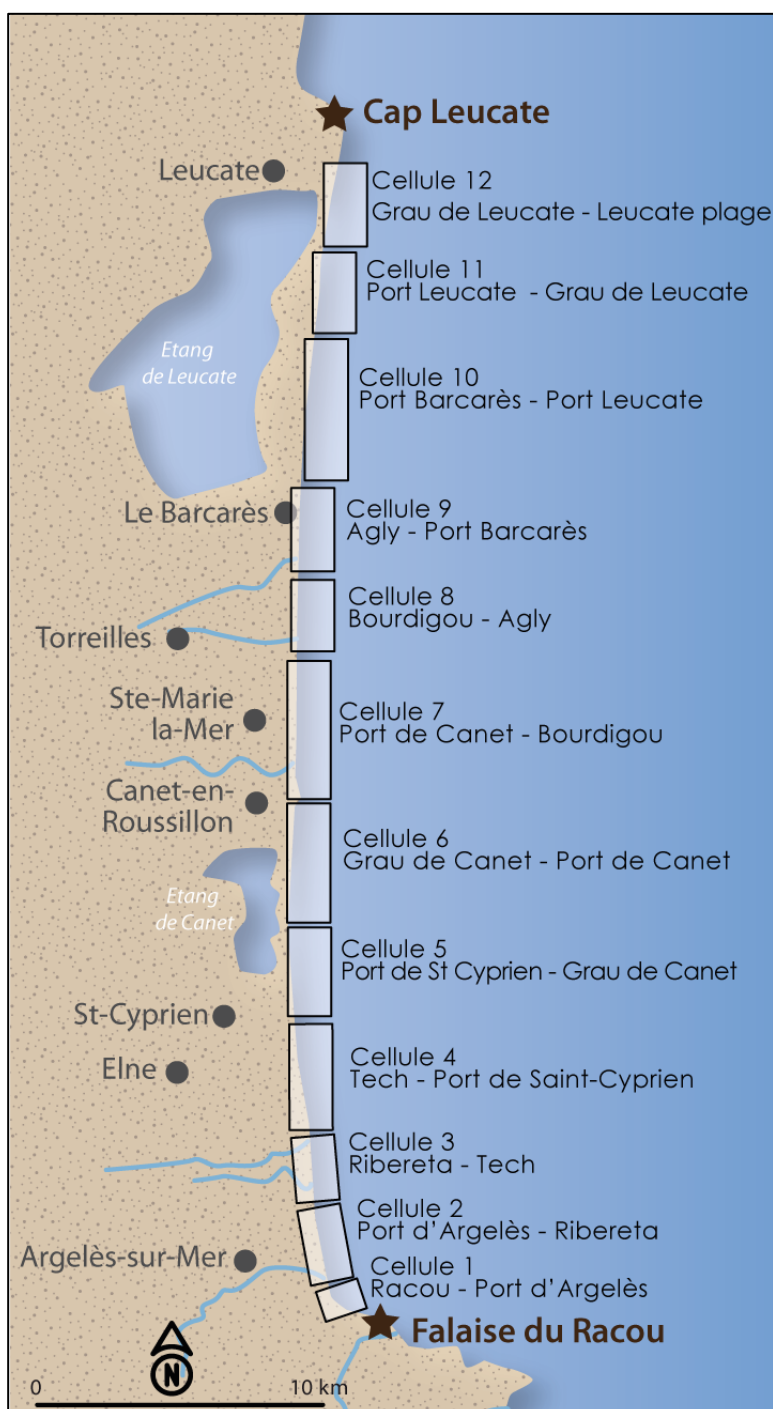 Cap Leucate
Leucate
Cellule 12
Grau de Leucate - Leucate plage
Cellule 11
Port Leucate - Grau de Leucate
Etang
de Leucate
Cellule 10
Port Barcarès - Port Leucate
Le Barcarès
Cellule 9
Agly - Port Barcarès
Cellule 8
Bourdigou - Agly
Torreilles
Ste-Marie
la-Mer
Cellule 7
Port de Canet - Bourdigou
Canet-en-
Roussillon
Cellule 6
Grau de Canet - Port de Canet
Etang
de Canet
Cellule 5
Port de St Cyprien - Grau de Canet
St-Cyprien
Elne
Cellule 4
Tech - Port de Saint-Cyprien
Cellule 3
Ribereta - Tech
Cellule 2
Port d'Argelès - Ribereta
Argelès-sur-Mer
Cellule 1
Racou - Port d'Argelès
Falaise du Racou
N
0 10 km